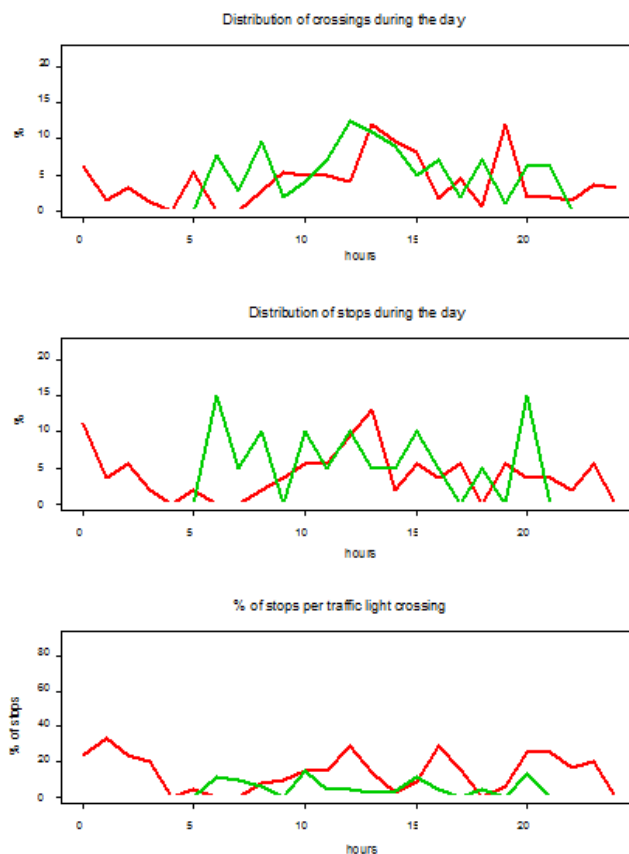 Distribution of crossings during the day
20
15
10
5
0
%
0 5 10 15 20
hours
Distribution of stops during the day
20
15
10
5
0
%
0 5 10 15 20
hours
% of stops per traffic light crossing
80
60
40
20
0
% of stops
0 5 10 15 20
hours